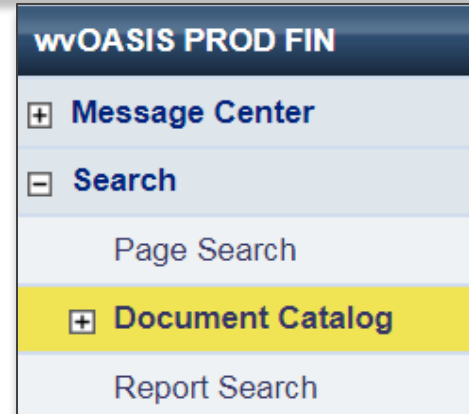 wvOASIS PROD FIN
Message Center
Search
Page Search
Document Catalog
Report Search